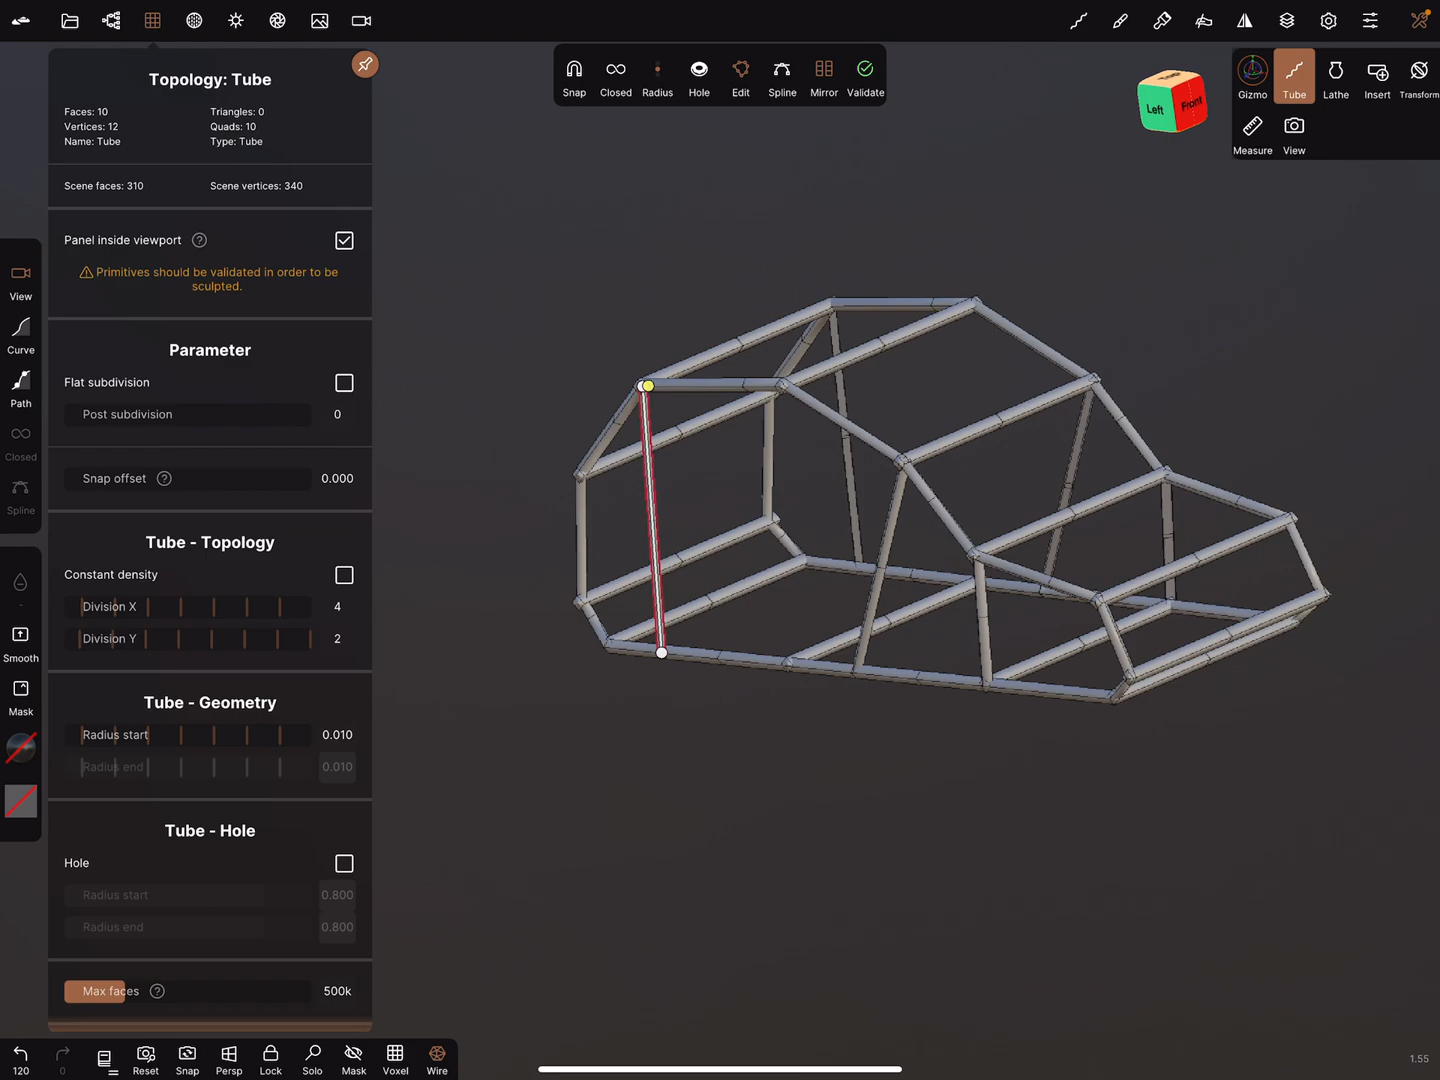 Topology: Tube
Faces: 10
Triangles: 0
Vertices: 12
Quads: 10
Name: Tube
Type: Tube
Scene faces: 310
Scene vertices: 340
Panel inside viewport
?
Primitives should be validated in order to be
sculpted.
Parameter
Flat subdivision
Post subdivision
0
Snap offset
?
0.000
Tube - Topology
Constant density
Division X
4
Division Y
2
Tube - Geometry
Radius start
0.010
Radius end
0.010
Tube - Hole
Hole
Radius start
0.800
Radius end
0.800
Max faces
?
500k
View
Curve
Path
Closed
Spline
-
Smooth
Mask
Snap
Closed
Radius
Hole
Edit
Spline
Mirror
Validate
Left
Front
Gizmo
Tube
Lathe
Insert
Transform
Measure
View
120
0
Reset
Snap
Persp
Lock
Solo
Mask
Voxel
Wire
1.55